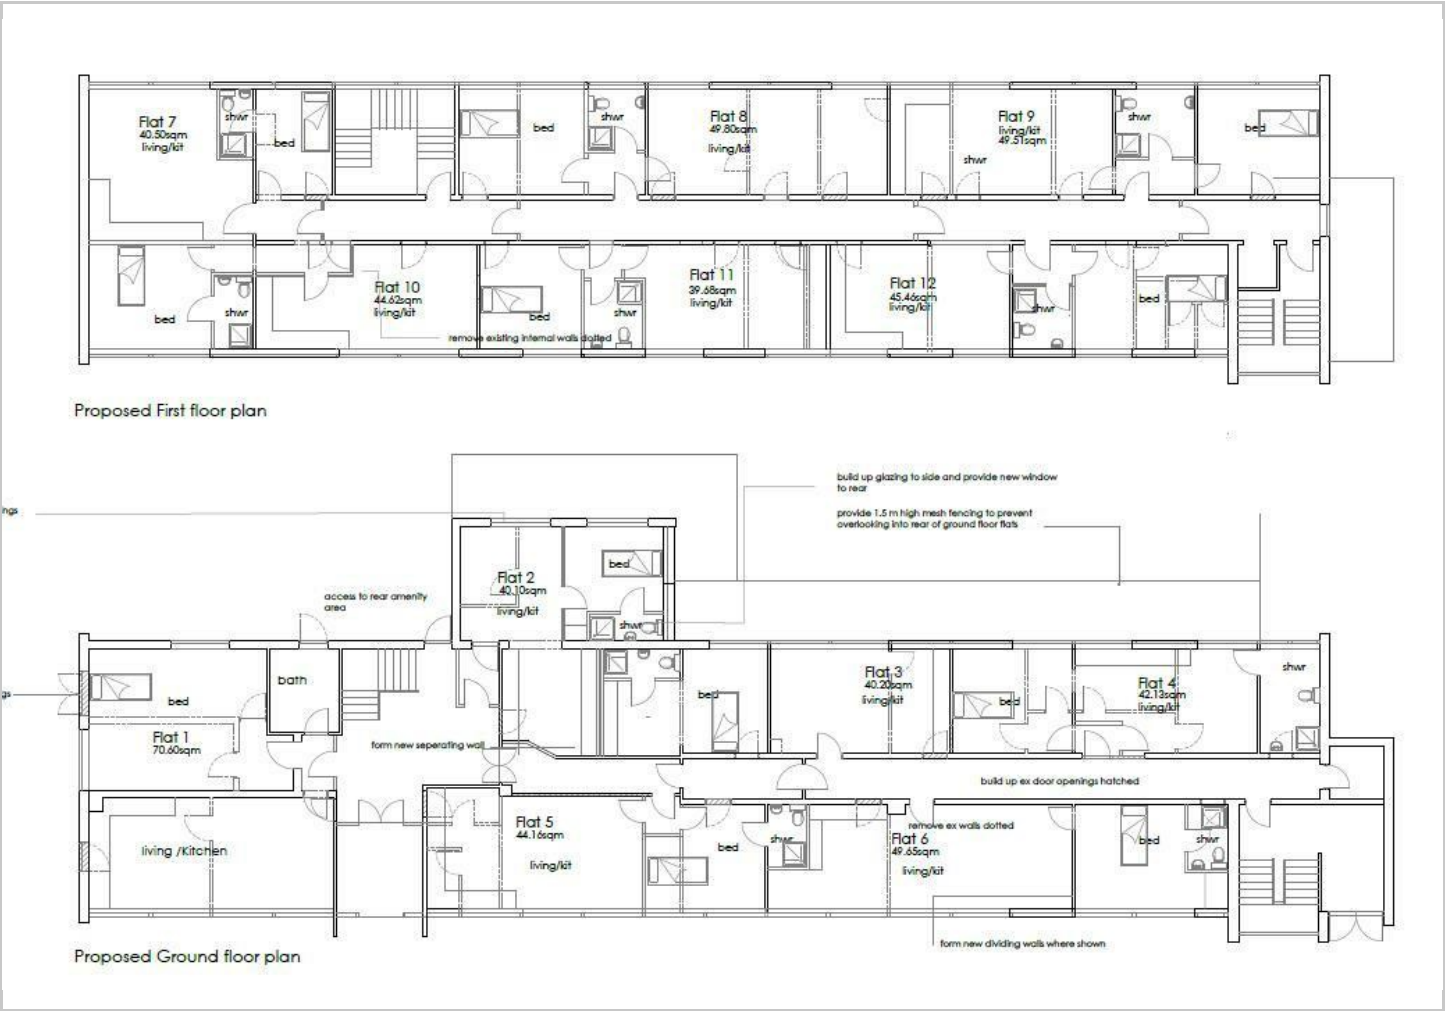 Flat 7
40.50sqm
living/kit
shwr
bed
bed
shwr
Flat 8
49.80sqm
living/kit
Flat 9
living/kit
49.51sqm
shwr
shwr
bed
bed
shwr
Flat 10
44.62sqm
living/kit
remove existing internal walls dotted
bed
shwr
Flat 11
39.68sqm
living/kit
Flat 12
45.46sqm
living/kit
shwr
bed
Proposed First floor plan
ngs
build up glazing to side and provide new window
to rear
provide 1.5 m high mesh fencing to prevent
overlooking into rear of ground floor flats
access to rear amenity
area
Flat 2
40.10sqm
living/kit
bed
shwr
gs
bed
bath
Flat 1
70.60sqm
form new seperating wall
bed
Flat 3
40.20sqm
living/kit
bed
Flat 4
42.13sqm
living/kit
shwr
build up ex door openings hatched
living /Kitchen
Flat 5
44.16sqm
living/kit
bed
shwr
remove ex walls dotted
Flat 6
49.65sqm
living/kit
bed
shwr
form new dividing walls where shown
Proposed Ground floor plan